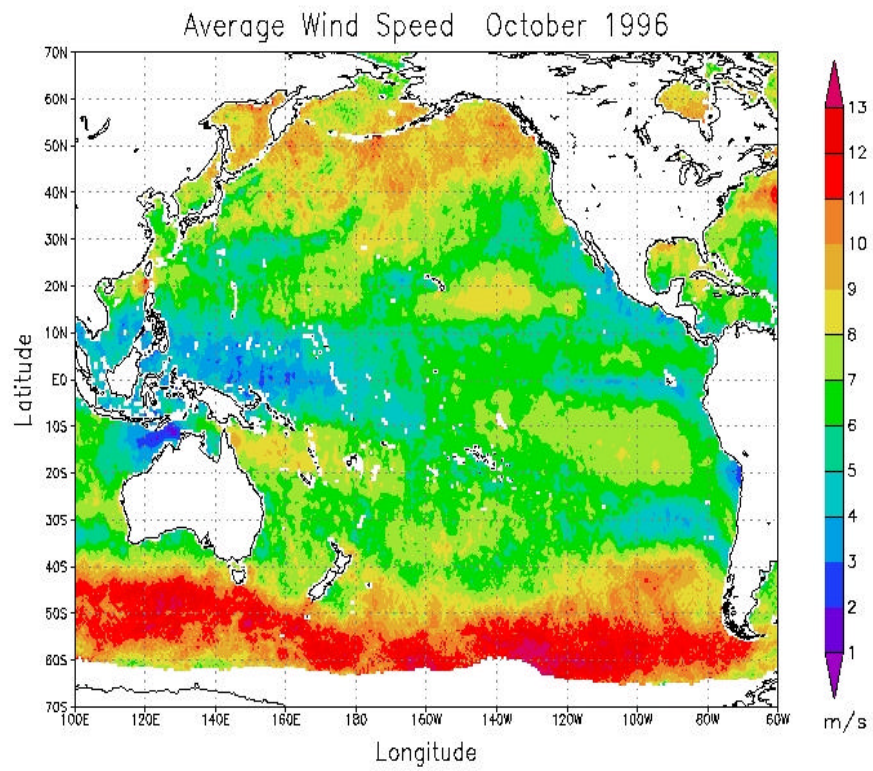 Average Wind Speed October 1996
70N
60N
50N
40N
30N
20N
10N
EQ
10S
20S
30S
40S
50S
60S
70S
Latitude
100E 120E 140E 160E 180 160W 140W 120W 100W 80W 60W
Longitude
13
12
11
10
9
8
7
6
5
4
3
2
1
m/s